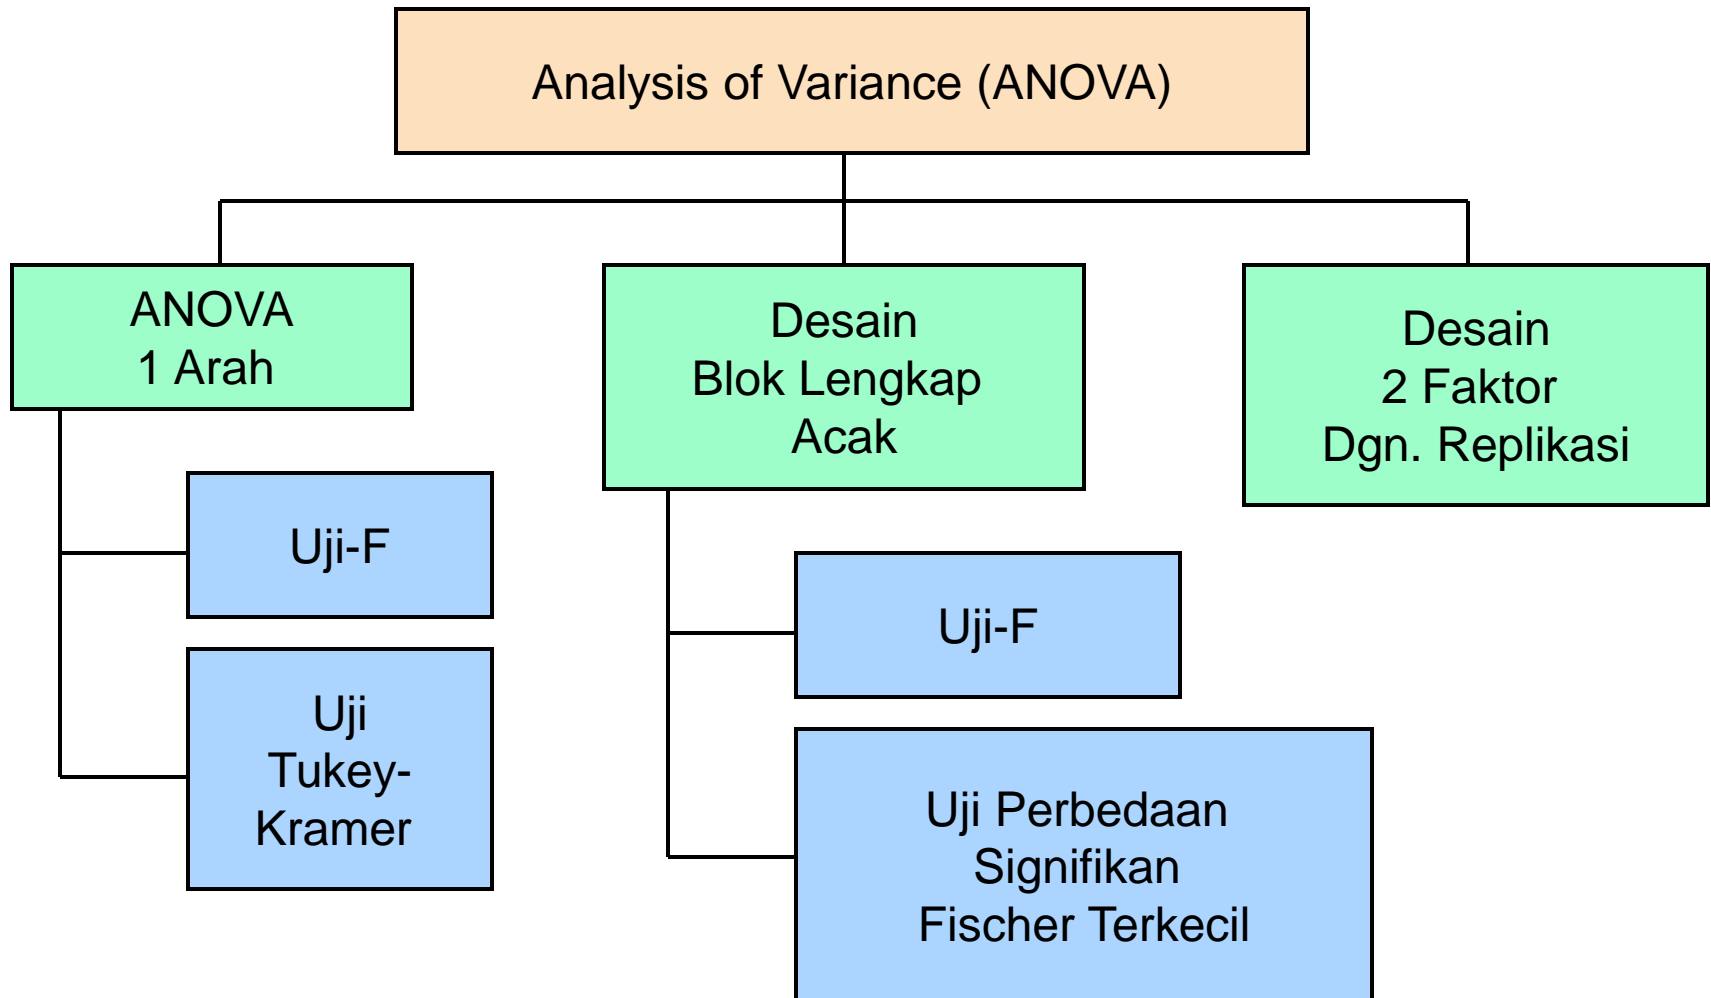 Analysis of Variance (ANOVA)
ANOVA
1 Arah
Uji-F
Uji
Tukey-
Kramer
Desain
Blok Lengkap
Acak
Uji-F
Uji Perbedaan
Signifikan
Fischer Terkecil
Desain
2 Faktor
Dgn. Replikasi